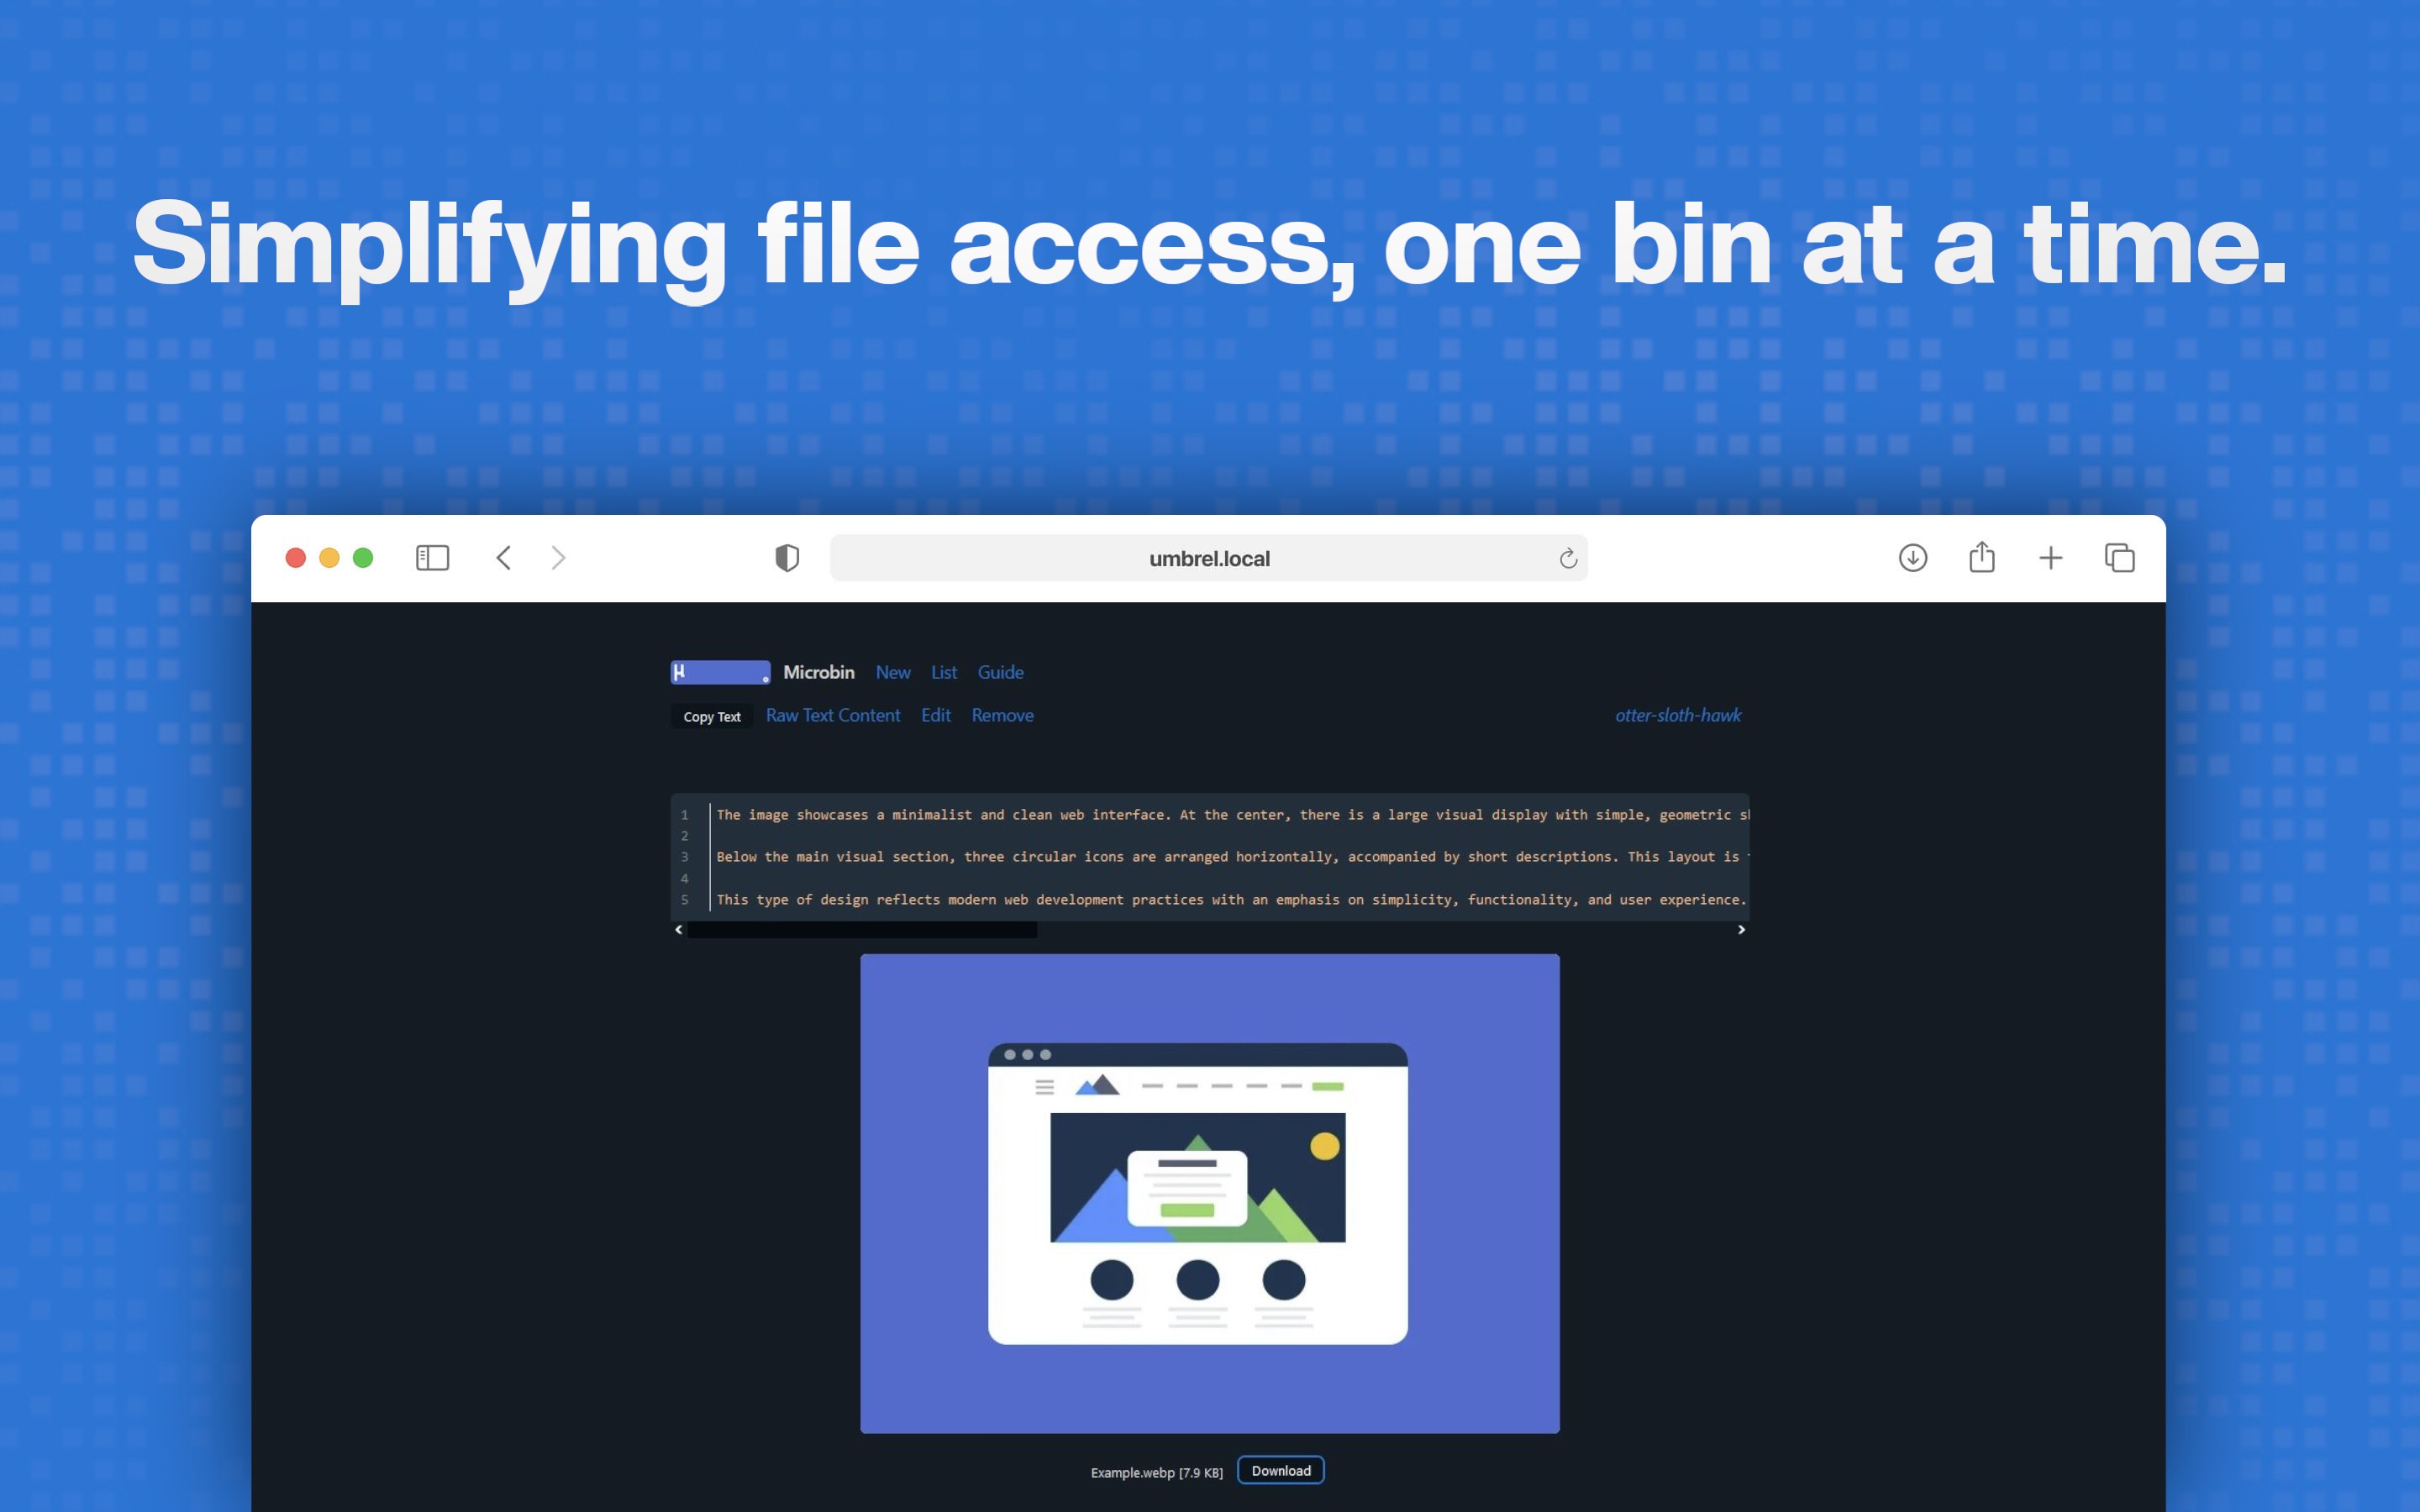 Simplifying file access, one bin at a time.
umbrel.local
μ Microbin New List Guide
Copy Text Raw Text Content Edit Remove otter-sloth-hawk
1 The image showcases a minimalist and clean web interface. At the center, there is a large visual display with simple, geometric
2
3 Below the main visual section, three circular icons are arranged horizontally, accompanied by short descriptions. This layout is
4
5 This type of design reflects modern web development practices with an emphasis on simplicity, functionality, and user experience.
Example.webp [7.9 KB] Download